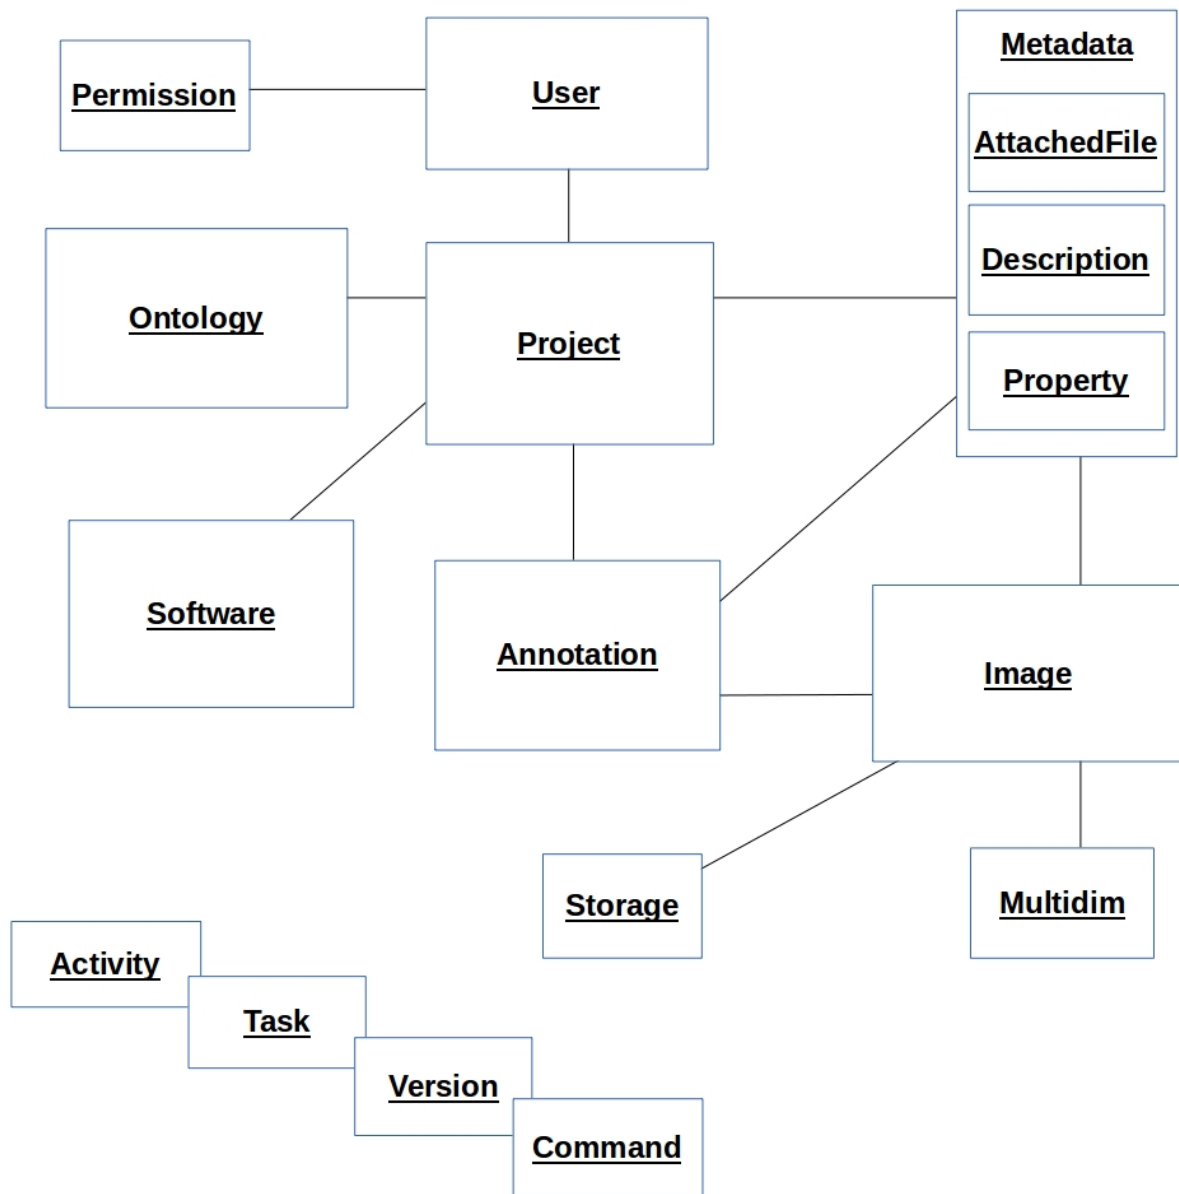 Permission
User
Metadata
AttachedFile
Description
Property
Ontology
Project
Software
Annotation
Image
Storage
Multidim
Activity
Task
Version
Command